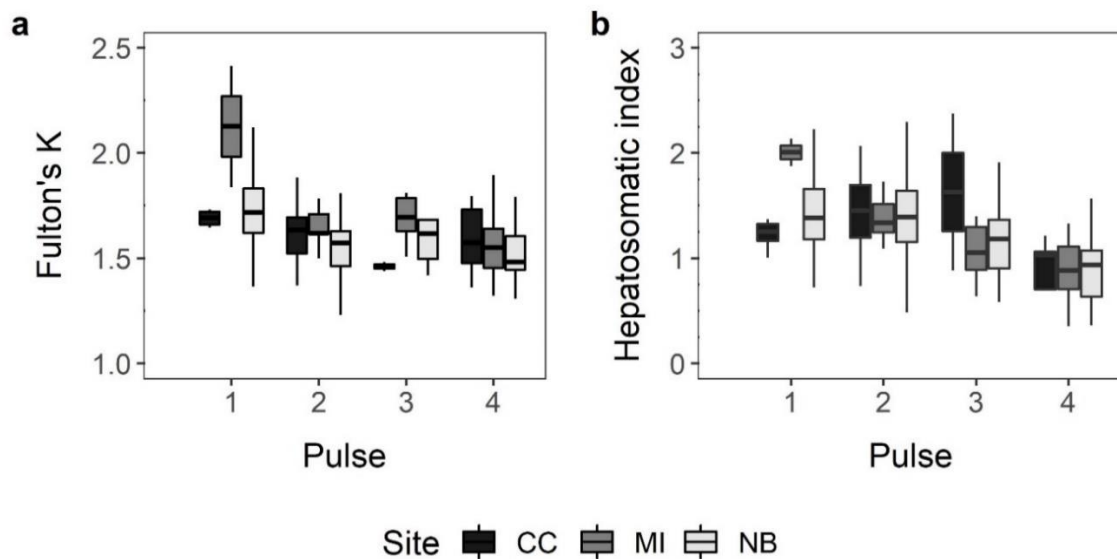 a
Fulton's K
2.5
2.0
1.5
1.0
1 2 3 4
Pulse
b
Hepatosomatic index
3
2
1
0
1 2 3 4
Pulse
Site CC MI NB